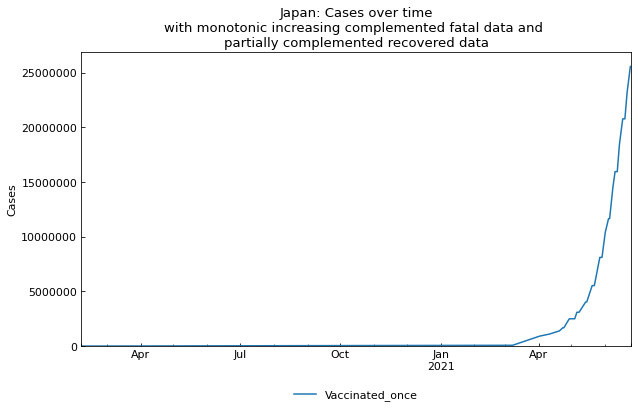 Japan: Cases over time
with monotonic increasing complemented fatal data and
partially complemented recovered data
25000000
20000000
15000000
10000000
5000000
0
Cases
Apr
Jul
Oct
Jan
2021
Apr
Vaccinated_once